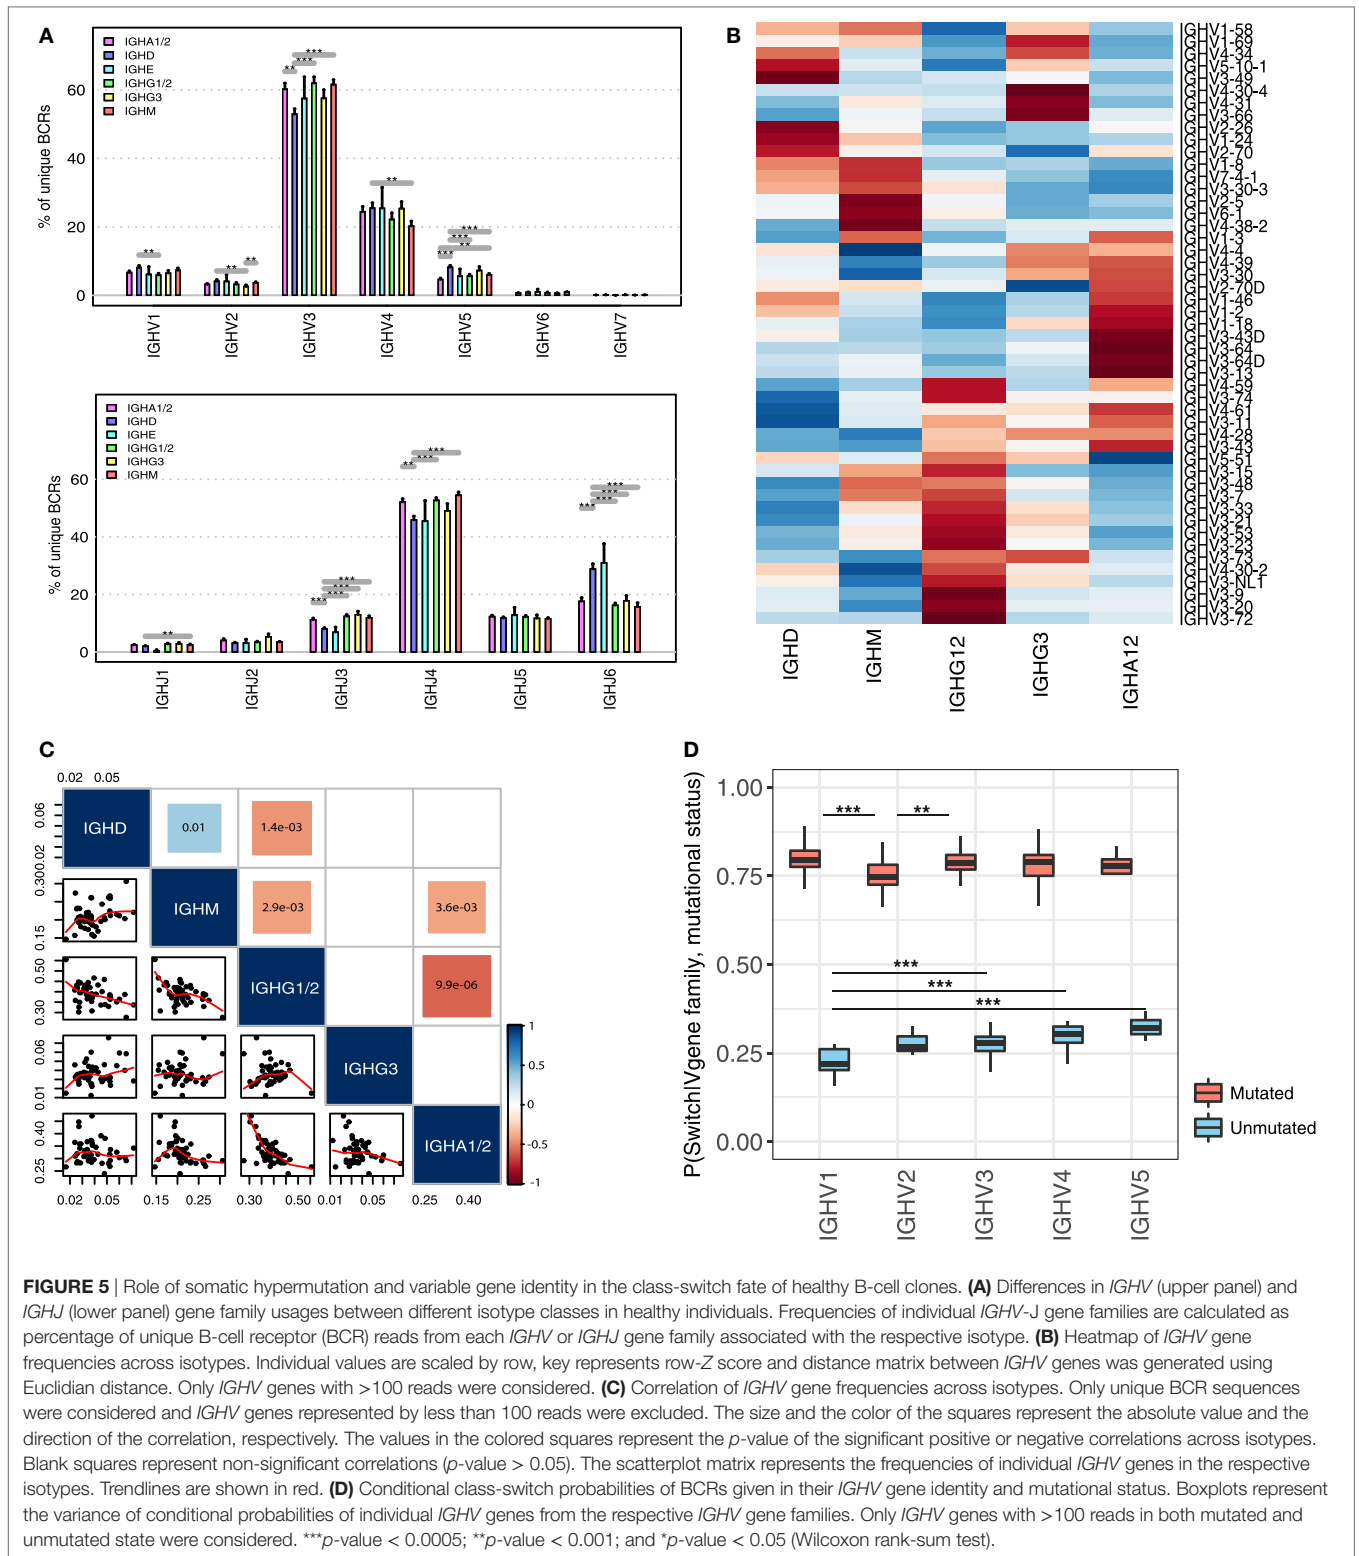 A
IGHA1/2
IGHD
IGHE
IGHG1/2
IGHG3
IGHM
% of unique BCRs
60
40
20
0
**
***
***
**
**
**
**
***
***
***
**
IGHV1
IGHV2
IGHV3
IGHV4
IGHV5
IGHV6
IGHV7
IGHA1/2
IGHD
IGHE
IGHG1/2
IGHG3
IGHM
% of unique BCRs
60
40
20
0
**
***
***
***
***
**
***
***
***
***
***
***
***
IGHJ1
IGHJ2
IGHJ3
IGHJ4
IGHJ5
IGHJ6
B
IGHV1-58
IGHV1-69
IGHV4-34
IGHV5-10-1
IGHV3-49
IGHV4-30-4
IGHV4-31
IGHV3-66
IGHV2-26
IGHV1-24
IGHV2-70
IGHV1-8
IGHV7-4-1
IGHV3-30-3
IGHV2-5
IGHV6-1
IGHV4-38-2
IGHV1-3
IGHV4-4
IGHV4-39
IGHV3-30
IGHV2-70D
IGHV1-46
IGHV1-2
IGHV1-18
IGHV3-43D
IGHV3-64
IGHV3-64D
IGHV3-13
IGHV4-59
IGHV3-74
IGHV4-61
IGHV3-11
IGHV4-28
IGHV3-43
IGHV5-51
IGHV3-15
IGHV3-48
IGHV3-7
IGHV3-33
IGHV3-21
IGHV3-53
IGHV3-23
IGHV3-73
IGHV4-30-2
IGHV3-NL1
IGHV3-9
IGHV3-20
IGHV3-72
IGHD
IGHM
IGHG12
IGHG3
IGHA12
C
0.02 0.05
0.02 0.06
IGHD
0.01
1.4e-03
0.15 0.30
IGHM
2.9e-03
3.6e-03
0.30 0.50
IGHG1/2
9.9e-06
0.01 0.06
IGHG3
0.25 0.40
IGHA1/2
0.02 0.05
0.15 0.25
0.30 0.50
0.01 0.05
0.25 0.40
1
0.5
0
-0.5
-1
D
P(Switch|Vgene family, mutational status)
1.00
0.75
0.50
0.25
0.00
***
**
***
***
***
IGHV1
IGHV2
IGHV3
IGHV4
IGHV5
Mutated
Unmutated
FIGURE 5 | Role of somatic hypermutation and variable gene identity in the class-switch fate of healthy B-cell clones. (A) Differences in IGHV (upper panel) and
IGHJ (lower panel) gene family usages between different isotype classes in healthy individuals. Frequencies of individual IGHV-J gene families are calculated as
percentage of unique B-cell receptor (BCR) reads from each IGHV or IGHJ gene family associated with the respective isotype. (B) Heatmap of IGHV gene
frequencies across isotypes. Individual values are scaled by row, key represents row-Z score and distance matrix between IGHV genes was generated using
Euclidian distance. Only IGHV genes with >100 reads were considered. (C) Correlation of IGHV gene frequencies across isotypes. Only unique BCR sequences
were considered and IGHV genes represented by less than 100 reads were excluded. The size and the color of the squares represent the absolute value and the
direction of the correlation, respectively. The values in the colored squares represent the p-value of the significant positive or negative correlations across isotypes.
Blank squares represent non-significant correlations (p-value > 0.05). The scatterplot matrix represents the frequencies of individual IGHV genes in the respective
isotypes. Trendlines are shown in red. (D) Conditional class-switch probabilities of BCRs given in their IGHV gene identity and mutational status. Boxplots represent
the variance of conditional probabilities of individual IGHV genes from the respective IGHV gene families. Only IGHV genes with >100 reads in both mutated and
unmutated state were considered. ***p-value < 0.0005; **p-value < 0.001; and *p-value < 0.05 (Wilcoxon rank-sum test).